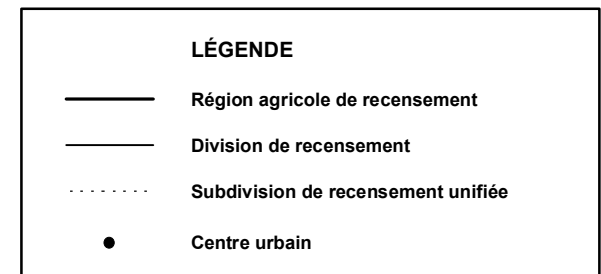 LÉGENDE
Région agricole de recensement
Division de recensement
Subdivision de recensement unifiée
Centre urbain